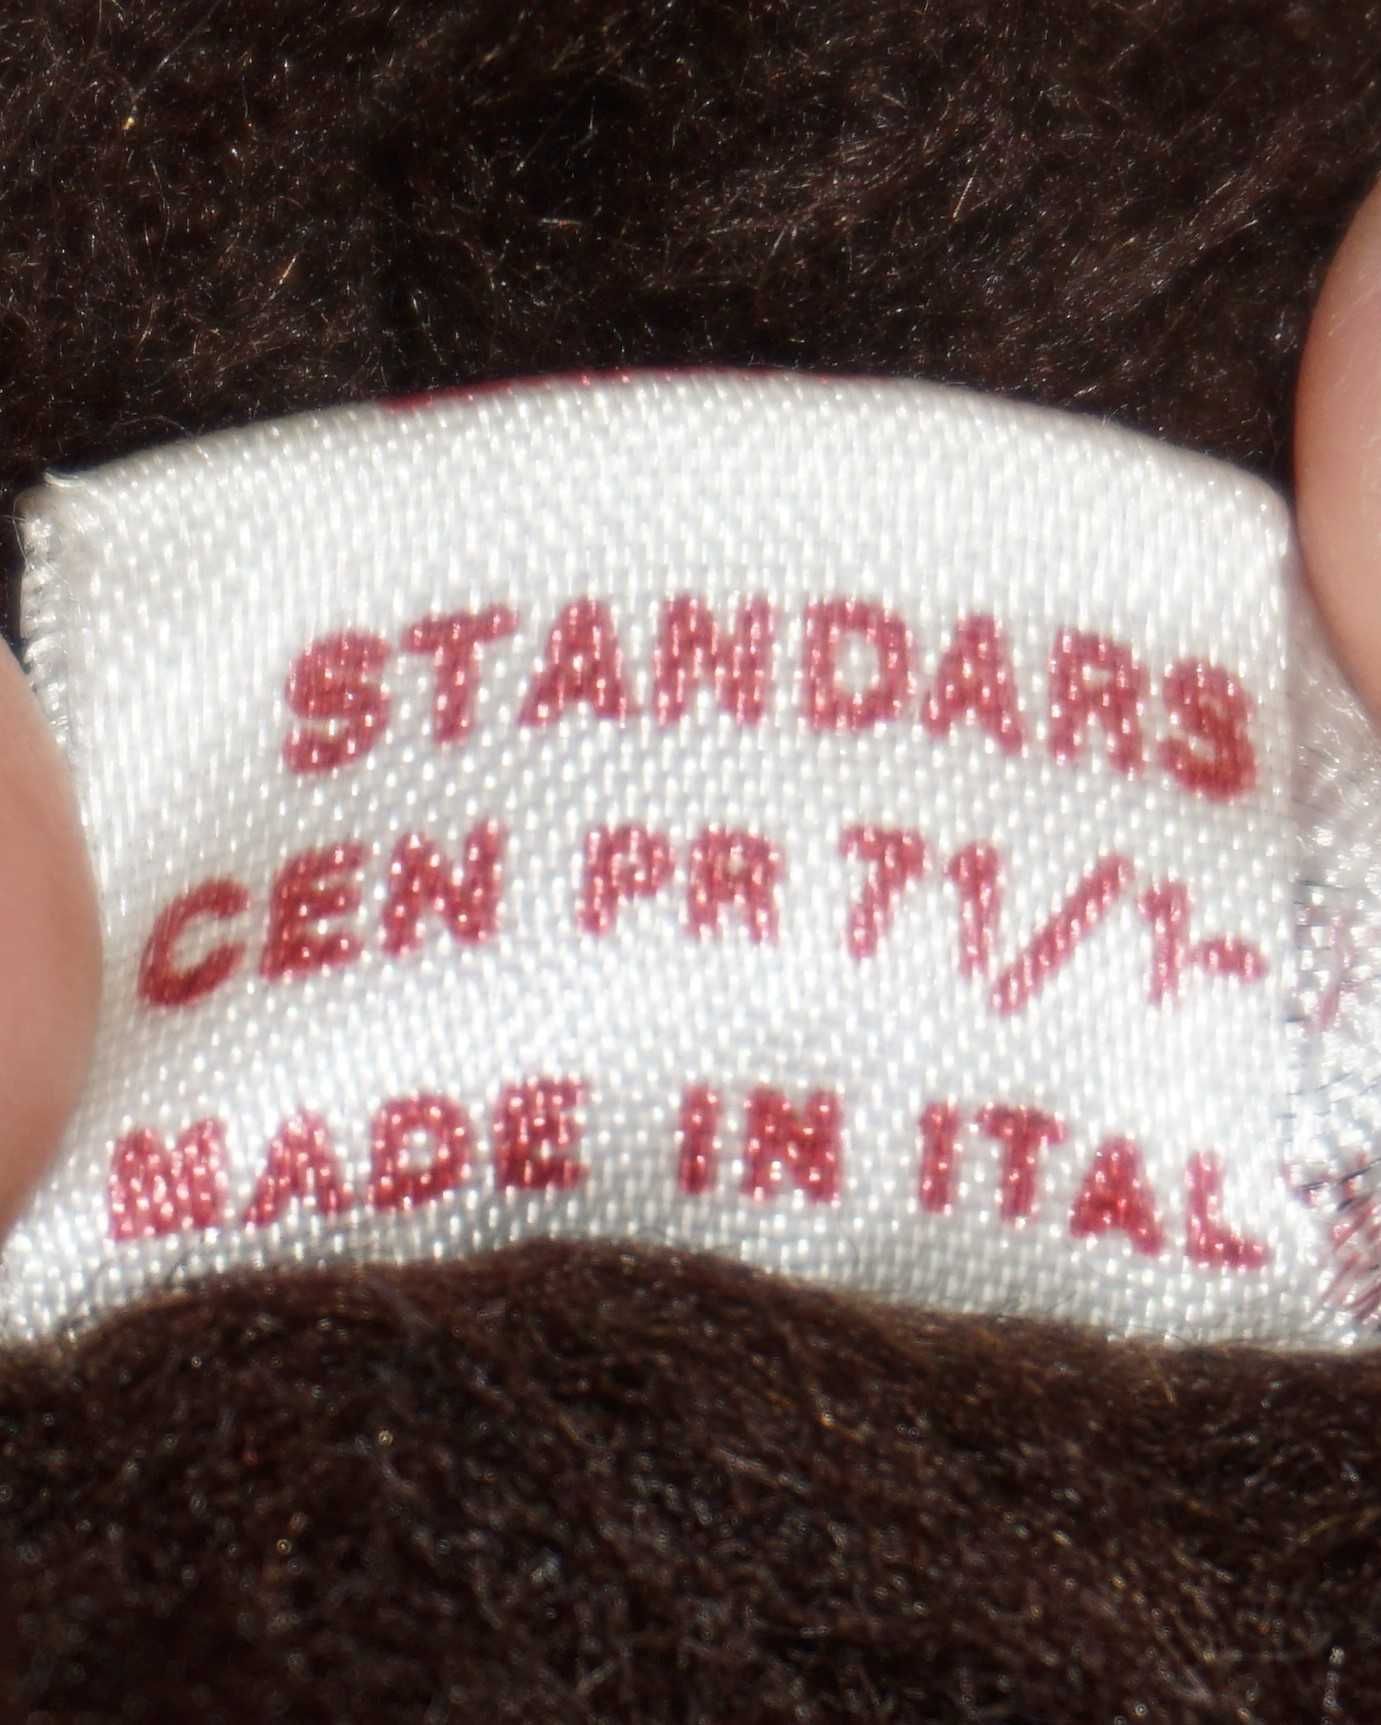 STANDARS
CEN PR 71/1-
MADE IN ITAL